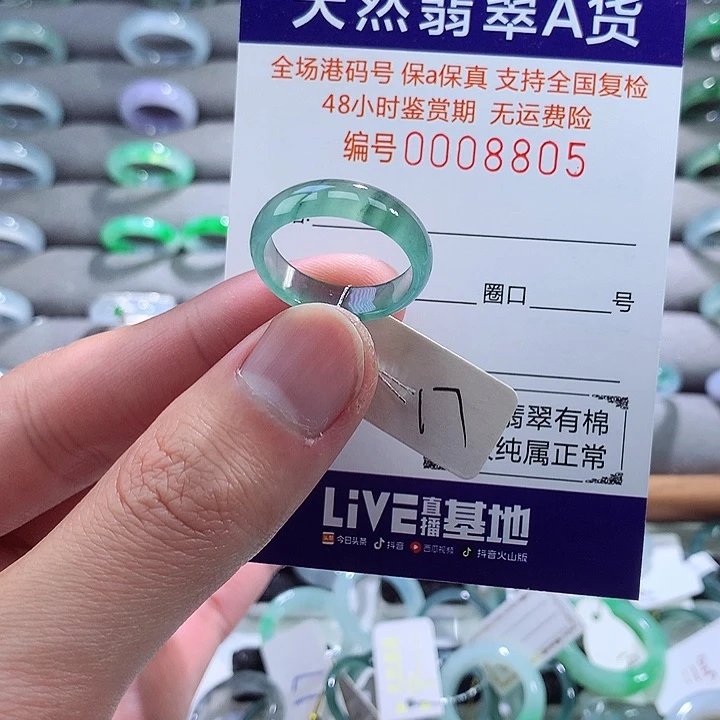 天然翡翠A货
全场港码号 保a保真 支持全国复检
48小时鉴赏期 无运费险
编号0008805
圈口 号
17
翡翠有棉
纯属正常
LiVE直播基地
今日头条 抖音 西瓜视频 抖音火山版